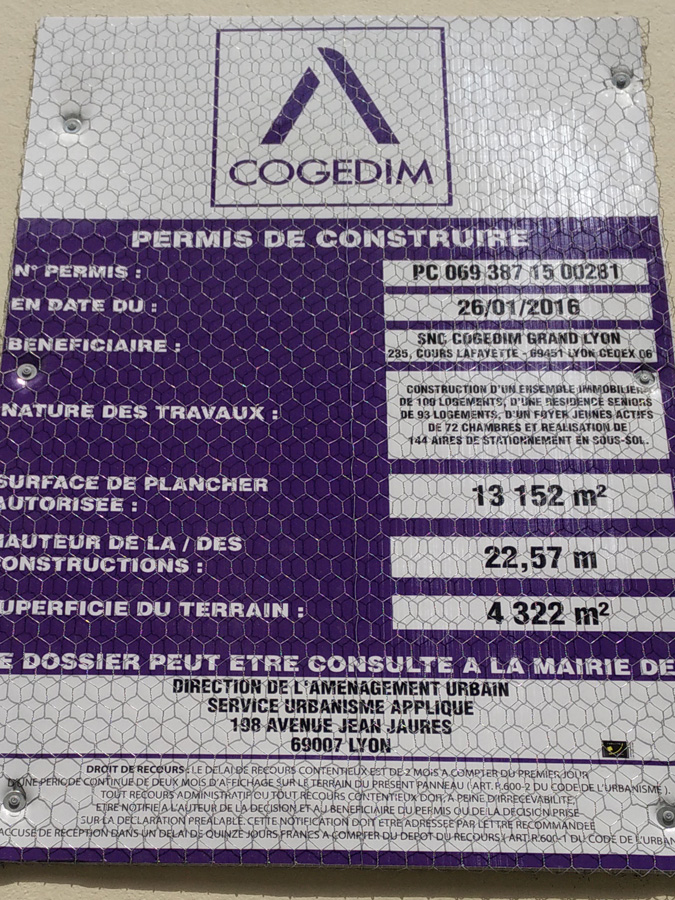 COGEDIM
PERMIS DE CONSTRUIRE
N° PERMIS : PC 069 387 15 00281
EN DATE DU : 26/01/2016
BENEFICIAIRE : SNC COGEDIM GRAND LYON
235, COURS LAFAYETTE - 69451 LYON CEDEX 06
NATURE DES TRAVAUX :
CONSTRUCTION D'UN ENSEMBLE IMMOBILIER
DE 109 LOGEMENTS, D'UNE RESIDENCE SENIORS
DE 93 LOGEMENTS, D'UN FOYER JEUNES ACTIFS
DE 72 CHAMBRES ET REALISATION DE
144 AIRES DE STATIONNEMENT EN SOUS-SOL.
SURFACE DE PLANCHER
AUTORISEE : 13 152 m²
HAUTEUR DE LA / DES
CONSTRUCTIONS : 22,57 m
UPERFICIE DU TERRAIN : 4 322 m²
E DOSSIER PEUT ETRE CONSULTE A LA MAIRIE DE
DIRECTION DE L'AMENAGEMENT URBAIN
SERVICE URBANISME APPLIQUE
198 AVENUE JEAN JAURES
69007 LYON
DROIT DE RECOURS : LE DELAI DE RECOURS CONTENTIEUX EST DE 2 MOIS A COMPTER DU PREMIER JOUR
D'UNE PERIODE CONTINUE DE DEUX MOIS D'AFFICHAGE SUR LE TERRAIN DU PRESENT PANNEAU (ART. R.600-2 DU CODE DE L'URBANISME ).
TOUT RECOURS ADMINISTRATIF OU TOUT RECOURS CONTENTIEUX DOIT, A PEINE D'IRRECEVABILITE,
ETRE NOTIFIE A L'AUTEUR DE LA DECISION ET AU BENEFICIAIRE DU PERMIS OU DE LA DECISION PRISE
SUR LA DECLARATION PREALABLE. CETTE NOTIFICATION DOIT ETRE ADRESSEE PAR LETTRE RECOMMANDEE
ACCUSE DE RECEPTION DANS UN DELAI DE QUINZE JOURS FRANCS A COMPTER DU DEPOT DU RECOURS ( ART. R.600-1 DU CODE DE L'URBAN